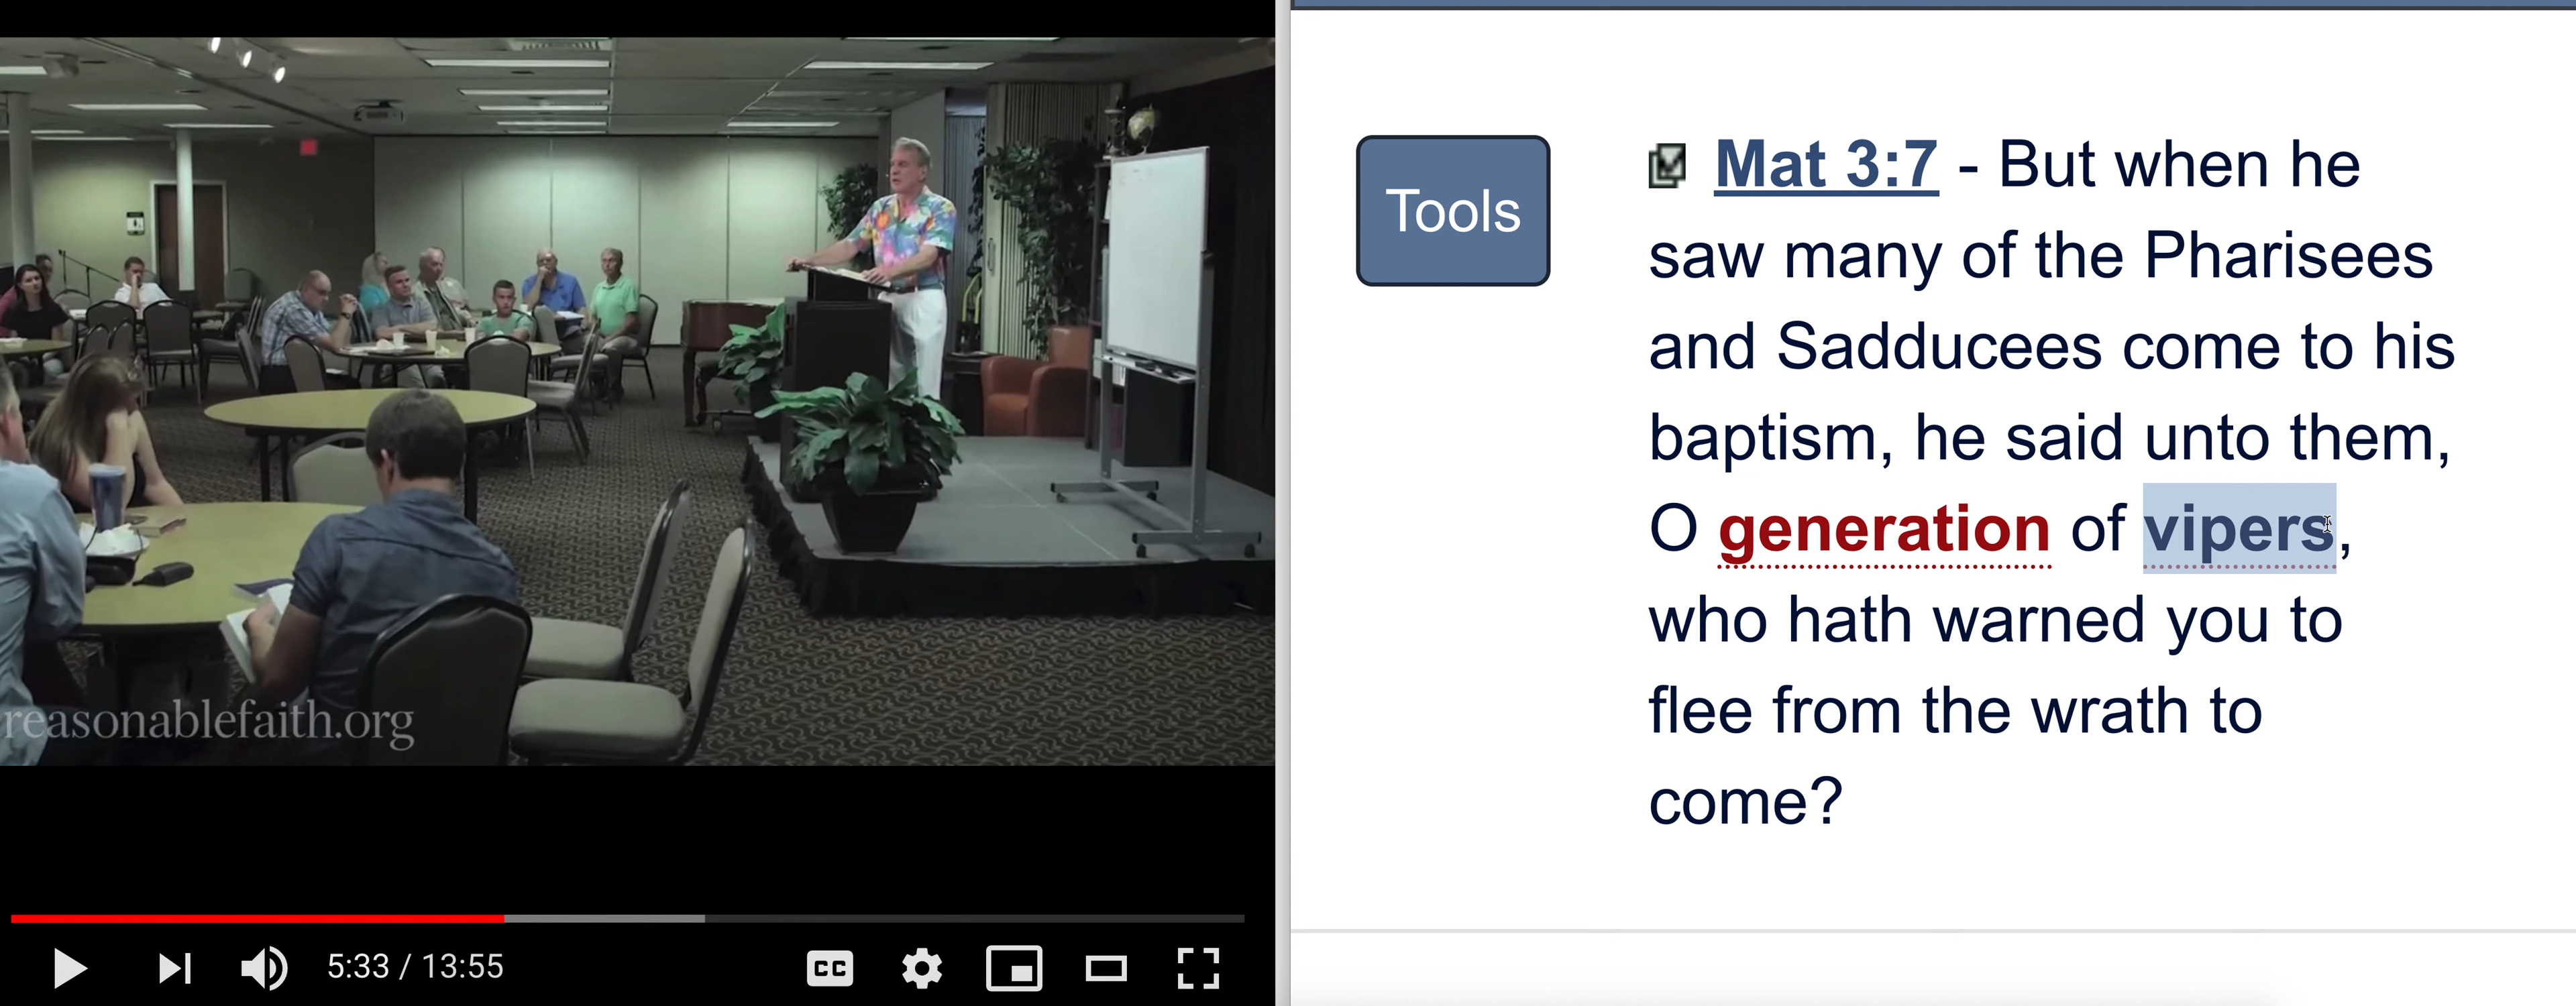 reasonablefaith.org
5:33 / 13:55
CC
Tools
Mat 3:7 - But when he
saw many of the Pharisees
and Sadducees come to his
baptism, he said unto them,
O generation of vipers,
who hath warned you to
flee from the wrath to
come?